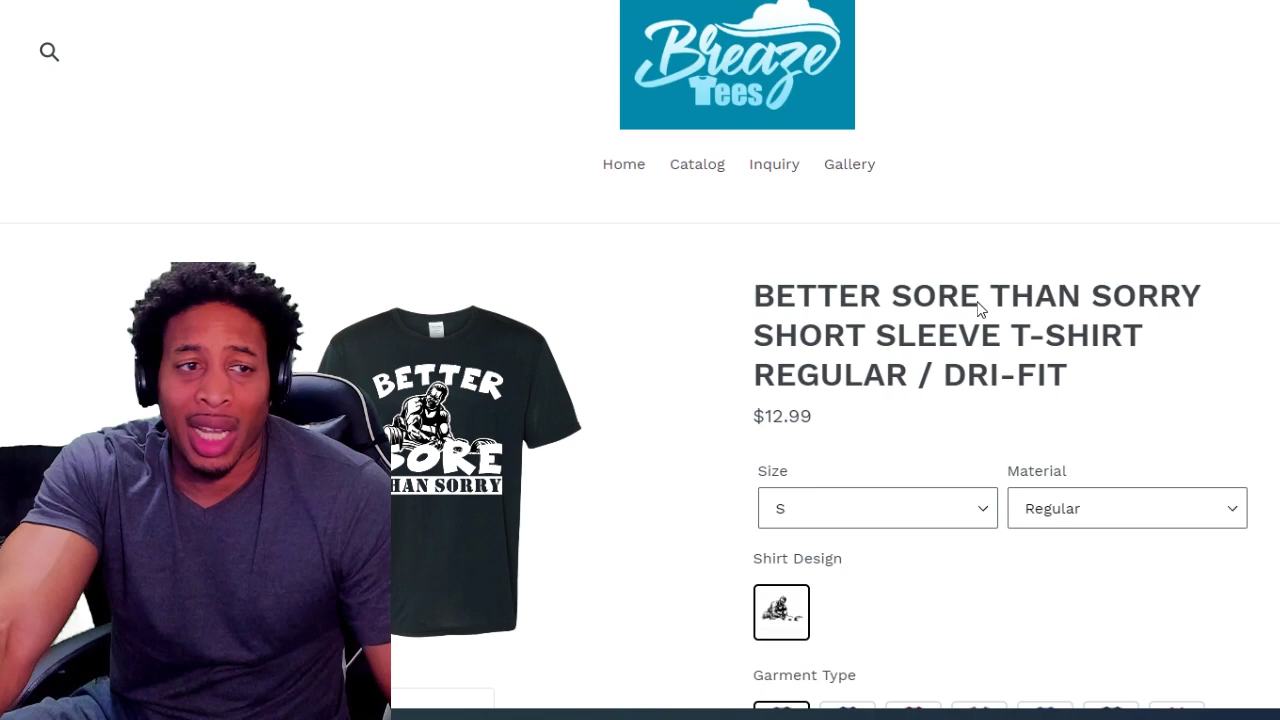 Breaze
Tees
Home Catalog Inquiry Gallery
BETTER SORE THAN SORRY
SHORT SLEEVE T-SHIRT
REGULAR / DRI-FIT
$12.99
Size Material
S Regular
Shirt Design
Garment Type
BETTER
SORE
THAN SORRY